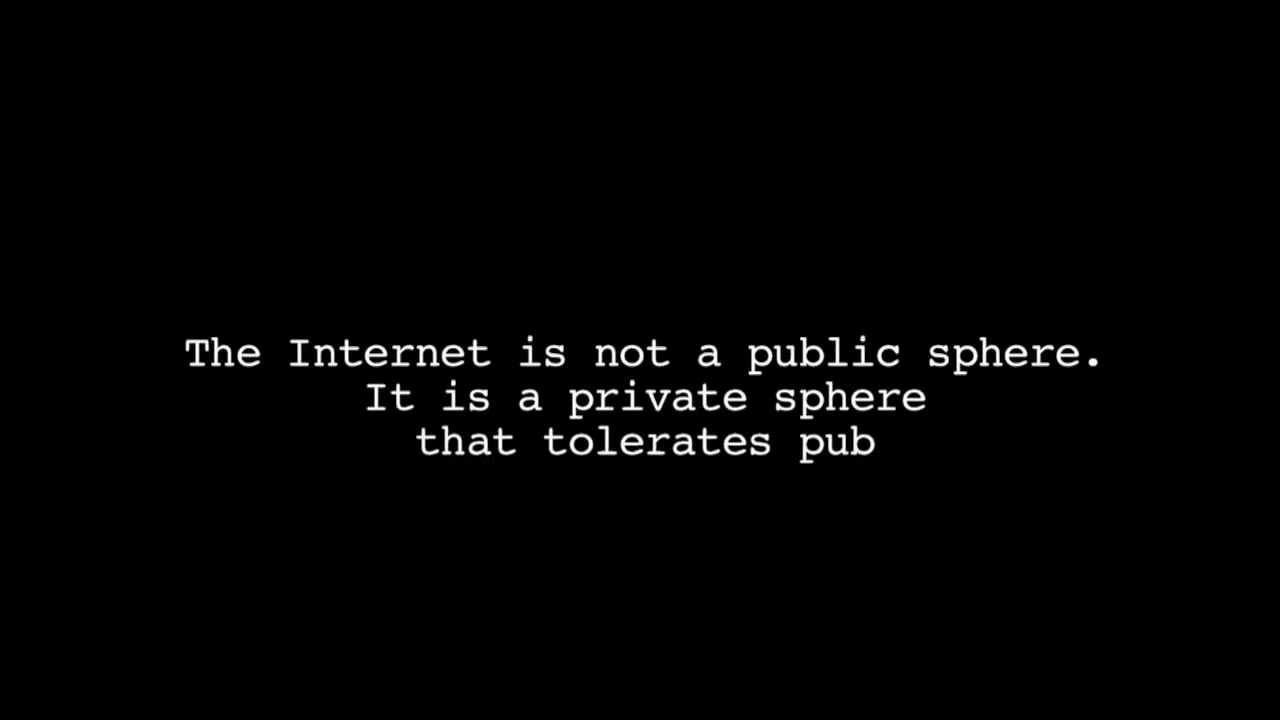 The Internet is not a public sphere.
It is a private sphere
that tolerates pub